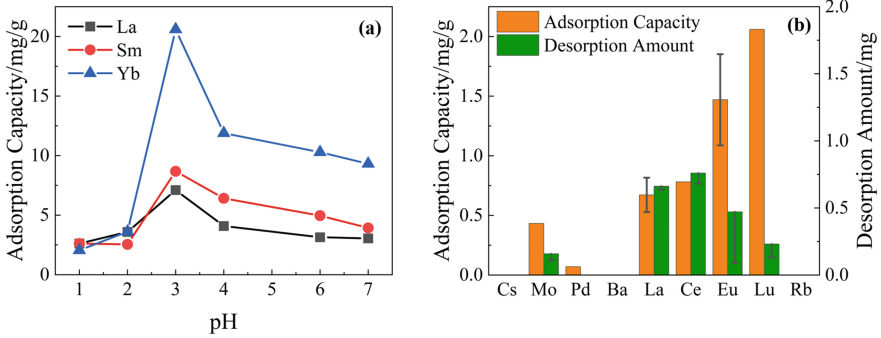 (a)
La
Sm
Yb
Adsorption Capacity/mg/g
20
15
10
5
0
1 2 3 4 5 6 7
pH
(b)
Adsorption Capacity
Desorption Amount
Adsorption Capacity/mg/g
2.0
1.5
1.0
0.5
0.0
Cs Mo Pd Ba La Ce Eu Lu Rb
2.0
1.5
1.0
0.5
0.0
Desorption Amount/mg